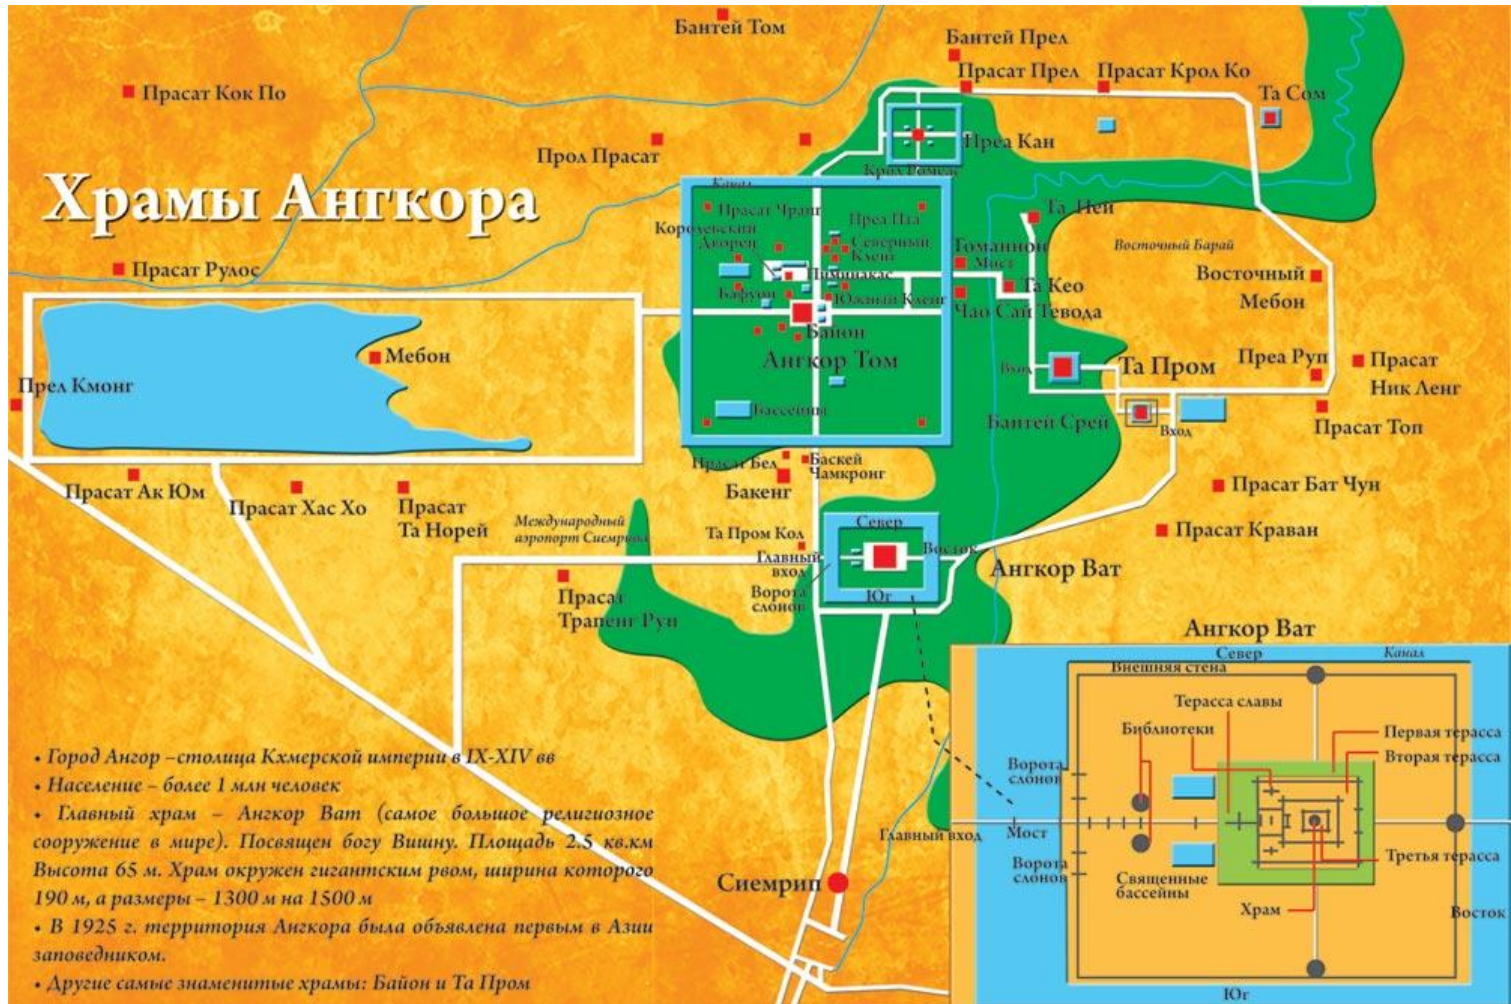 Бантей Том
Бантей Прел
Прасат Прел
Прасат Крол Ко
Прасат Кок По
Та Сом
Прол Прасат
Преа Кан
Крол Ромеас
Храмы Ангкора
Канал
Прасат Чранг
Преа Пта
Та Ней
Королевский
Дворец
Северный
Кленг
Томаннон
Мост
Восточный Барай
Прасат Рулос
Пиминакас
Восточный
Мебон
Та Кео
Бафуон
Южный Кленг
Чао Сай Тевода
Байон
Мебон
Ангкор Том
Преа Руп
Прасат
Ник Ленг
Вход
Та Пром
Прел Кмонг
Бассейны
Бантей Срей
Вход
Прасат Топ
Прасат Бел
Баскей
Чамкронг
Прасат Ак Юм
Бакенг
Прасат Бат Чун
Прасат Хас Хо
Прасат
Та Норей
Международный
аэропорт Сиемрипа
Та Пром Кол
Север
Прасат Краван
Главный
вход
Восток
Ангкор Ват
Ворота
слонов
Юг
Прасат
Трапенг Руп
Ангкор Ват
Север
Канал
Внешняя стена
Терасса славы
Библиотеки
Первая терасса
Вторая терасса
Ворота
слонов
Главный вход
Мост
Ворота
слонов
Священные
бассейны
Третья терасса
Храм
Восток
Юг
Сиемрип
• Город Ангор –столица Кхмерской империи в IX-XIV вв
• Население – более 1 млн человек
• Главный храм – Ангкор Ват (самое большое религиозное
сооружение в мире). Посвящен богу Вишну. Площадь 2.5 кв.км
Высота 65 м. Храм окружен гигантским рвом, ширина которого
190 м, а размеры – 1300 м на 1500 м
• В 1925 г. территория Ангкора была объявлена первым в Азии
заповедником.
• Другие самые знаменитые храмы: Байон и Та Пром